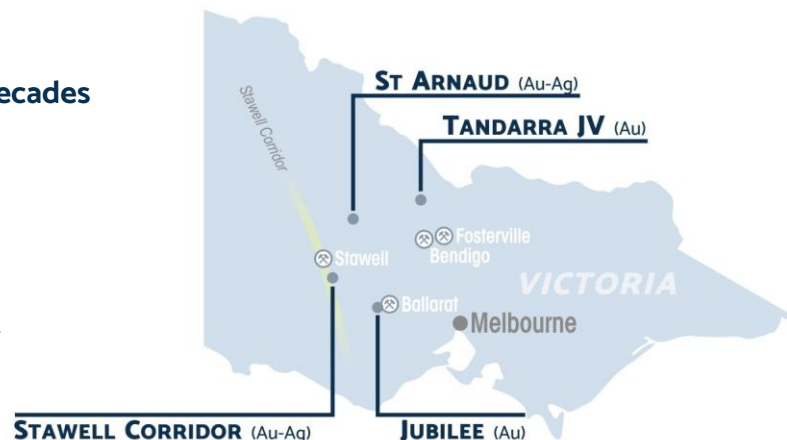 ecades
ST ARNAUD (Au-Ag)
TANDARRA JV (Au)
Stawell Corridor
Fosterville
Bendigo
Stawell
VICTORIA
Ballarat
Melbourne
STAWELL CORRIDOR (Au-Ag)
JUBILEE (Au)